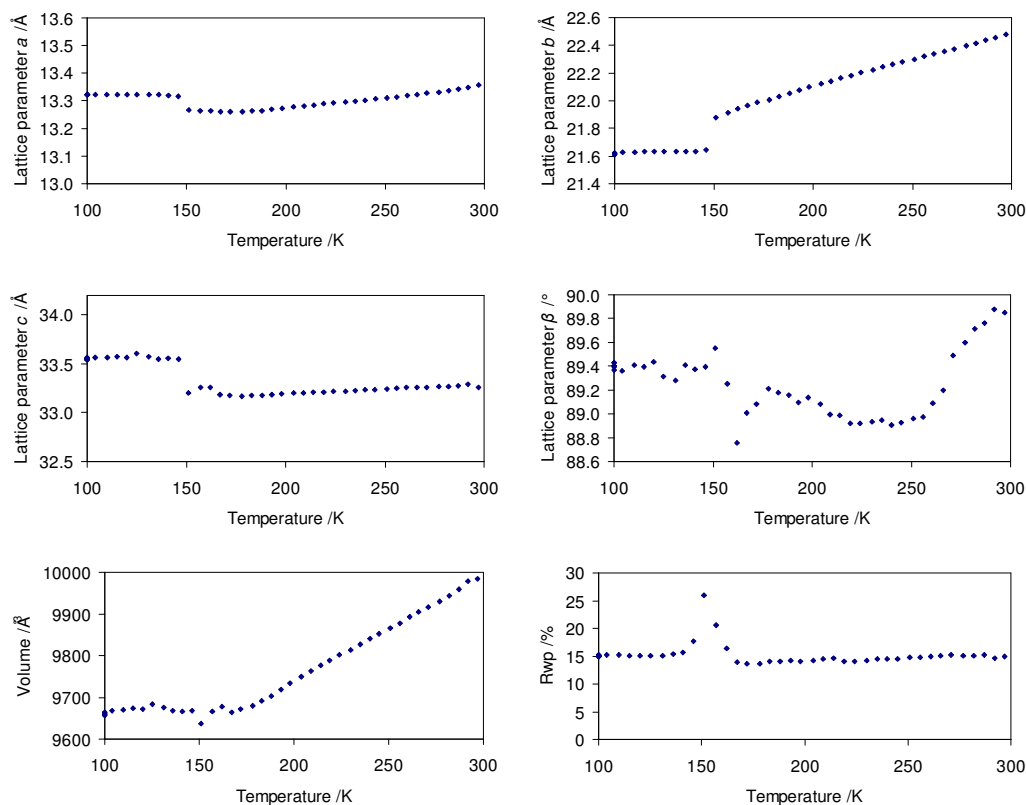 Lattice parameter a /Å
13.6
13.5
13.4
13.3
13.2
13.1
13.0
100 150 200 250 300
Temperature /K
Lattice parameter b /Å
22.6
22.4
22.2
22.0
21.8
21.6
21.4
100 150 200 250 300
Temperature /K
Lattice parameter c /Å
34.0
33.5
33.0
32.5
100 150 200 250 300
Temperature /K
Lattice parameter β /°
90.0
89.8
89.6
89.4
89.2
89.0
88.8
88.6
100 150 200 250 300
Temperature /K
Volume /Å³
10000
9900
9800
9700
9600
100 150 200 250 300
Temperature /K
Rwp /%
30
25
20
15
10
5
0
100 150 200 250 300
Temperature /K